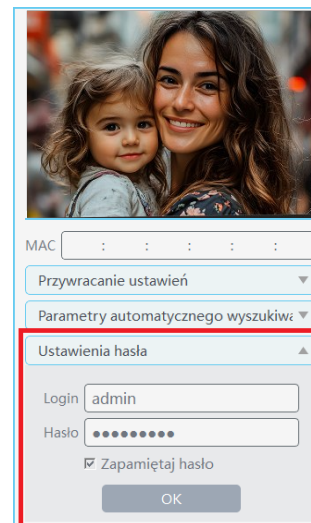 MAC : : : : :
Przywracanie ustawień
Parametry automatycznego wyszukiwa
Ustawienia hasła
Login admin
Hasło ●●●●●●●●●
Zapamiętaj hasło
OK